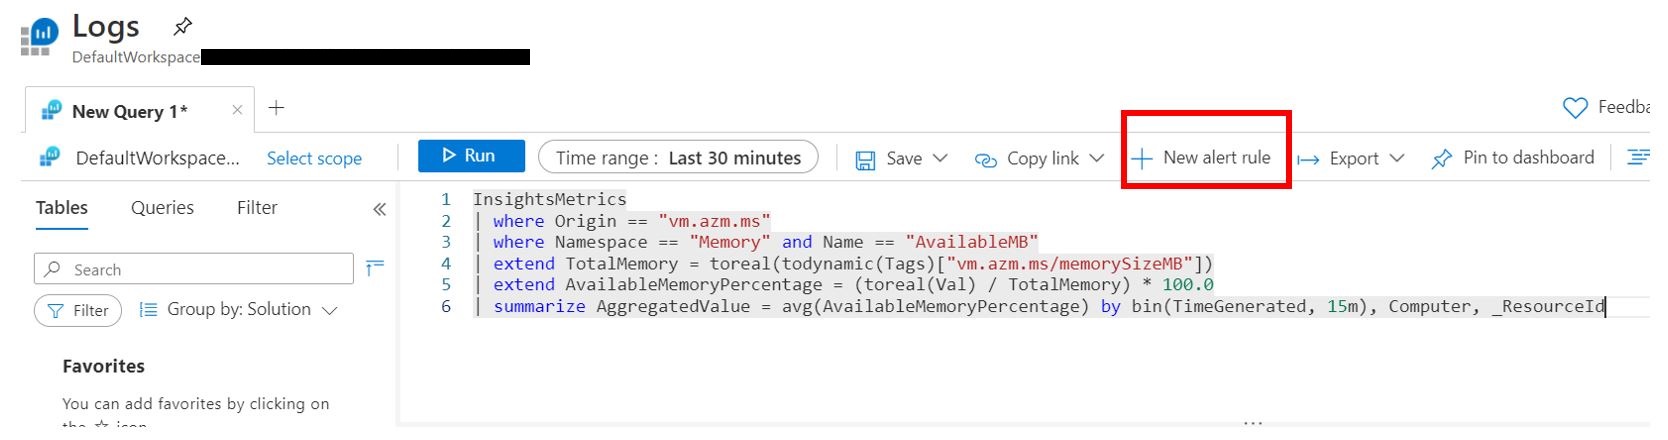 Logs
DefaultWorkspace
New Query 1*
Feedba
DefaultWorkspace... Select scope Run Time range : Last 30 minutes Save Copy link New alert rule Export Pin to dashboard
Tables Queries Filter
Search
Filter Group by: Solution
Favorites
You can add favorites by clicking on
the ☆ icon
1 InsightsMetrics
2 | where Origin == "vm.azm.ms"
3 | where Namespace == "Memory" and Name == "AvailableMB"
4 | extend TotalMemory = toreal(todynamic(Tags)["vm.azm.ms/memorySizeMB"])
5 | extend AvailableMemoryPercentage = (toreal(Val) / TotalMemory) * 100.0
6 | summarize AggregatedValue = avg(AvailableMemoryPercentage) by bin(TimeGenerated, 15m), Computer, _ResourceId
...